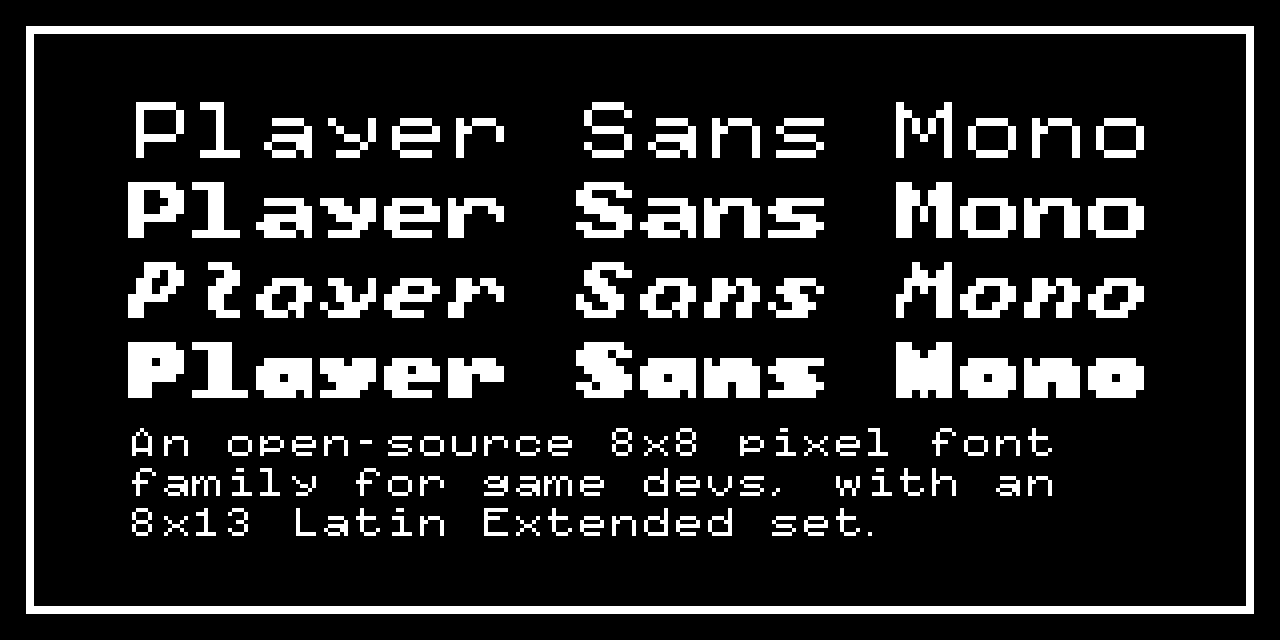 Player Sans Mono
Player Sans Mono
Player Sans Mono
Player Sans Mono
An open-source 8x8 pixel font
family for game devs, with an
8x13 Latin Extended set.